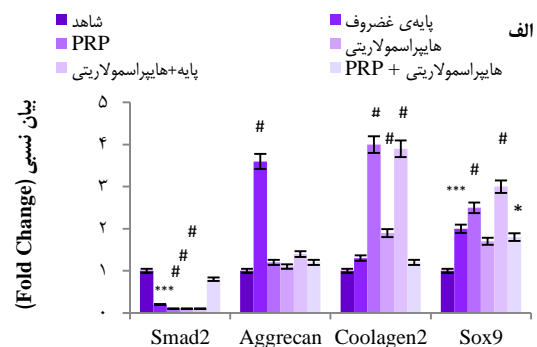 الف
شاهد پایه‌ی غضروف
PRP هایپراسمولاریتی
پایه+هایپراسمولاریتی PRP + هایپراسمولاریتی
بیان نسبی (Fold Change)
۵
۴
۳
۲
۱
۰
*** # # #
#
# # #
*** # # *
Smad2 Aggrecan Coolagen2 Sox9